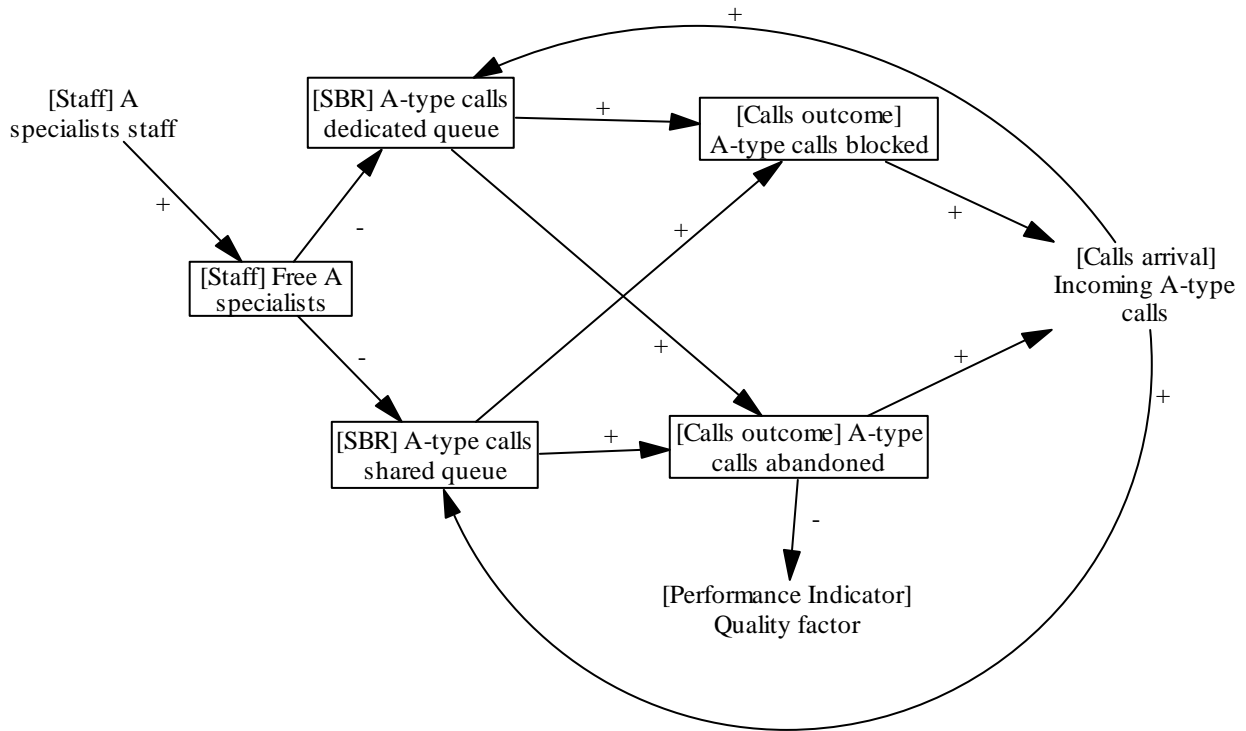 +
[Staff] A
specialists staff
[SBR] A-type calls
dedicated queue
+
[Calls outcome]
A-type calls blocked
+
-
+
+
[Staff] Free A
specialists
[Calls arrival]
Incoming A-type
calls
-
+
+
+
[SBR] A-type calls
shared queue
+
[Calls outcome] A-type
calls abandoned
-
[Performance Indicator]
Quality factor